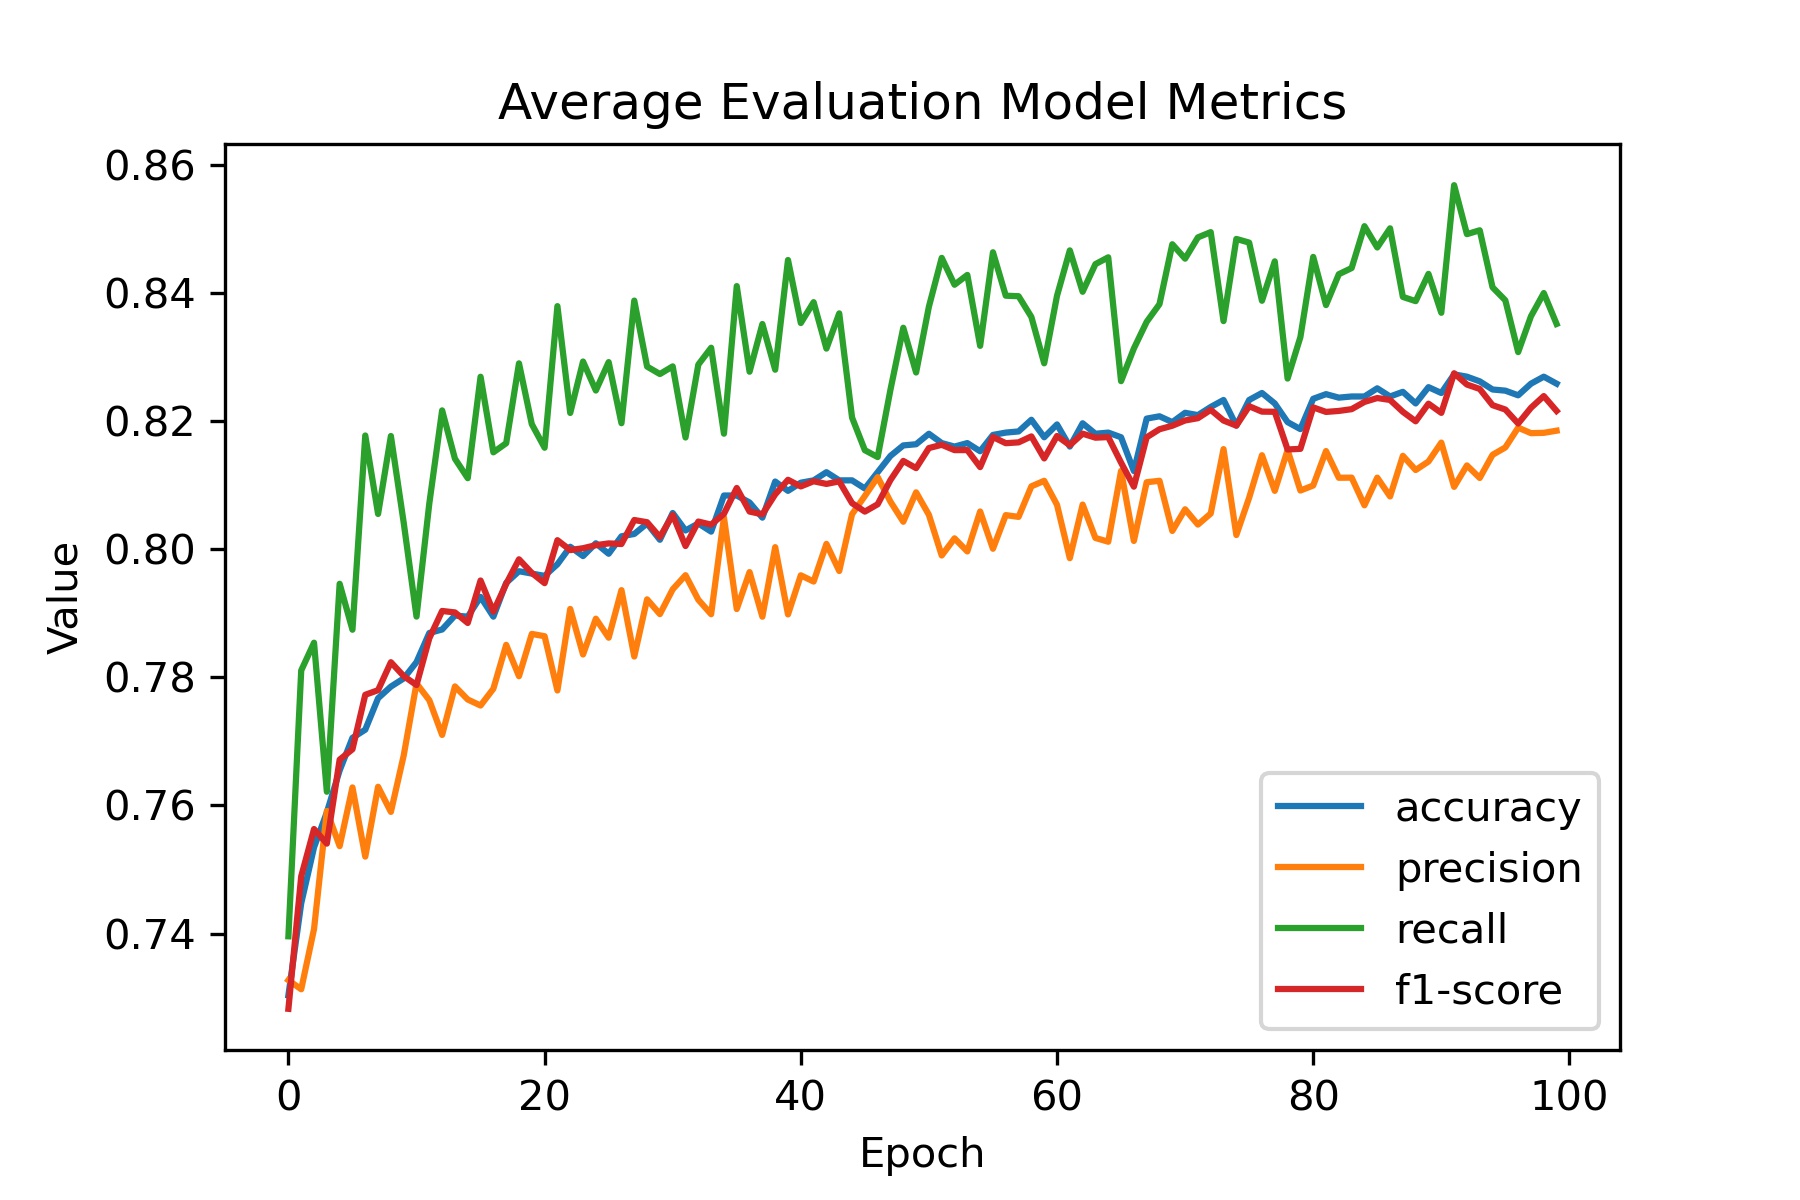 Average Evaluation Model Metrics
0.86
0.84
0.82
0.80
0.78
0.76
0.74
Value
0 20 40 60 80 100
Epoch
accuracy
precision
recall
f1-score